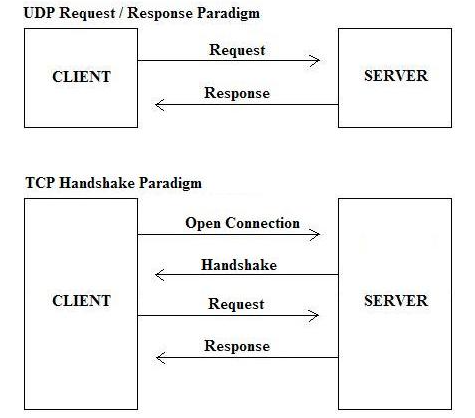 UDP Request / Response Paradigm
Request
CLIENT
SERVER
Response
TCP Handshake Paradigm
Open Connection
Handshake
CLIENT
Request
SERVER
Response